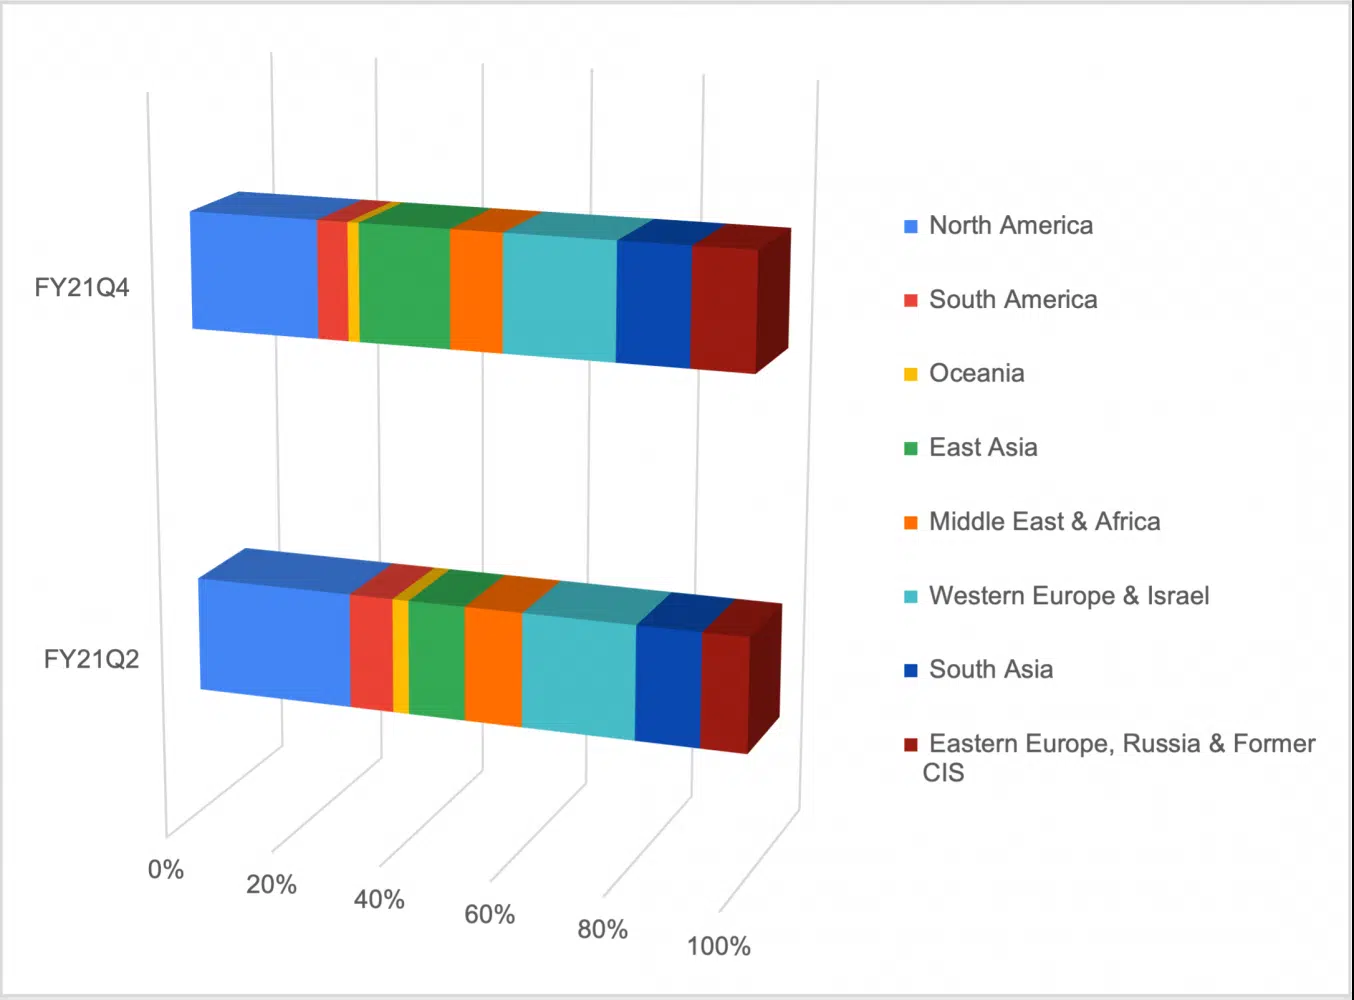 FY21Q4
FY21Q2
0%
20%
40%
60%
80%
100%
North America
South America
Oceania
East Asia
Middle East & Africa
Western Europe & Israel
South Asia
Eastern Europe, Russia & Former
CIS